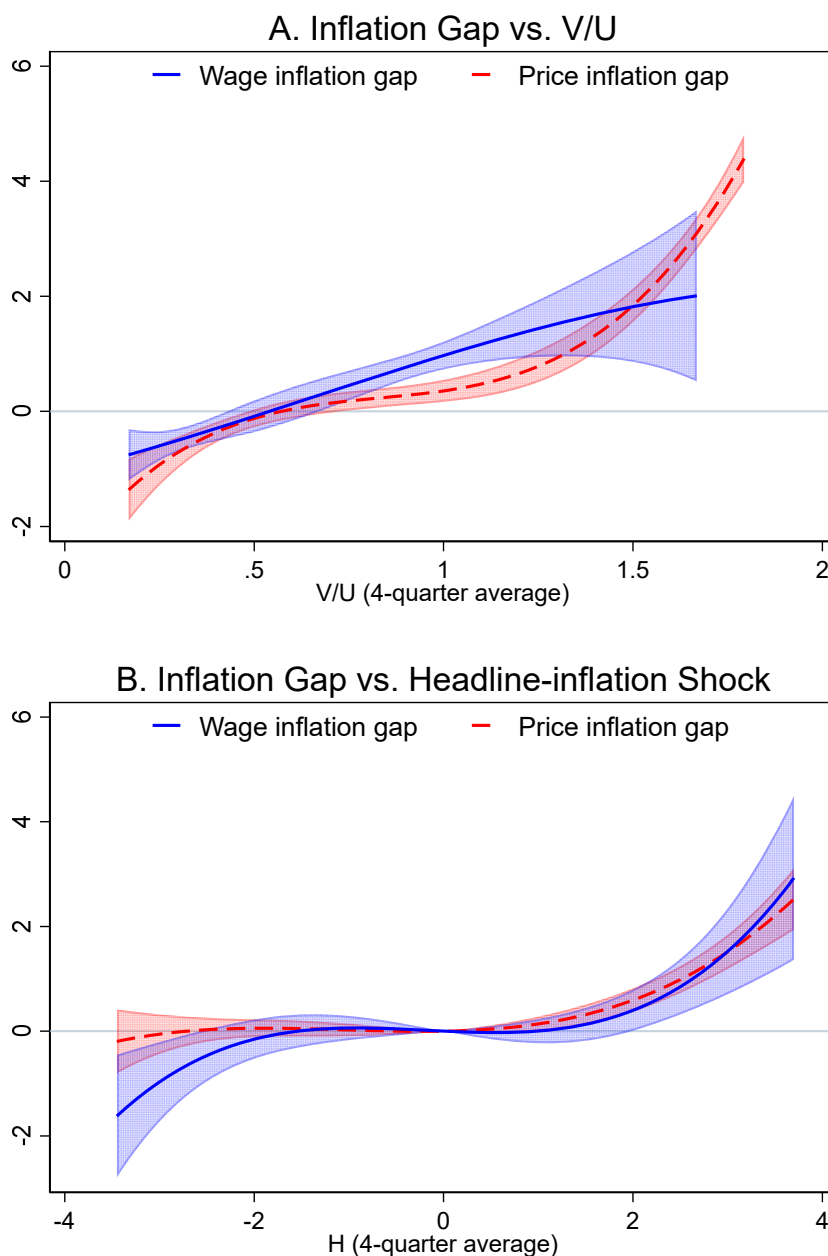 A. Inflation Gap vs. V/U
6
Wage inflation gap
Price inflation gap
4
2
0
-2
0 .5 1 1.5 2
V/U (4-quarter average)
B. Inflation Gap vs. Headline-inflation Shock
6
Wage inflation gap
Price inflation gap
4
2
0
-2
-4 -2 0 2 4
H (4-quarter average)